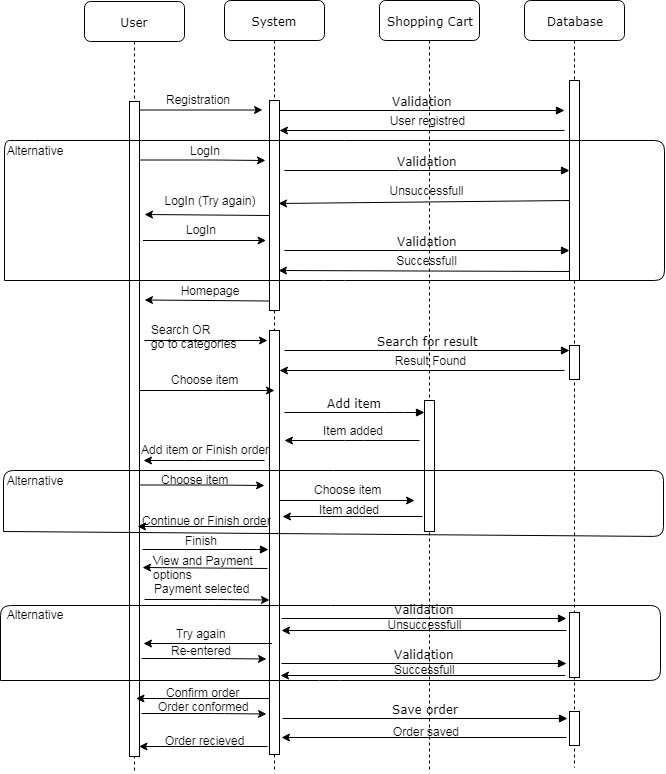 User
System
Shopping Cart
Database
Registration
Validation
User registred
Alternative
LogIn
Validation
Unsuccessfull
LogIn (Try again)
LogIn
Validation
Successfull
Homepage
Search OR
go to categories
Search for result
Result Found
Choose item
Add item
Item added
Add item or Finish order
Alternative
Choose item
Choose item
Item added
Continue or Finish order
Finish
View and Payment
options
Payment selected
Alternative
Validation
Unsuccessfull
Try again
Re-entered
Validation
Successfull
Confirm order
Order conformed
Save order
Order saved
Order recieved